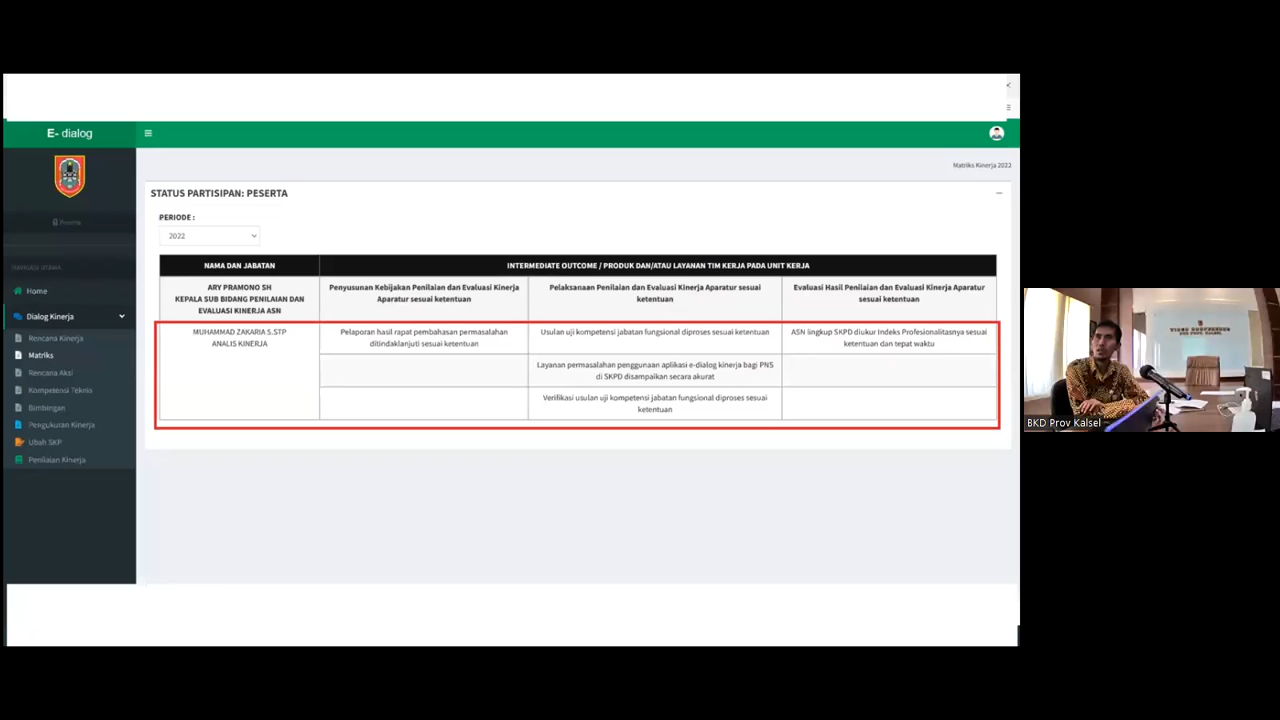 E- dialog
Matriks Kinerja 2022
STATUS PARTISIPAN: PESERTA
PERIODE :
2022
NAVIGASI UTAMA
Home
Dialog Kinerja
Rencana Kinerja
Matriks
Rencana Aksi
Kompetensi Teknis
Bimbingan
Pengukuran Kinerja
Ubah SKP
Penilaian Kinerja
NAMA DAN JABATAN
INTERMEDIATE OUTCOME / PRODUK DAN/ATAU LAYANAN TIM KERJA PADA UNIT KERJA
ARY PRAMONO SH
KEPALA SUB BIDANG PENILAIAN DAN
EVALUASI KINERJA ASN
Penyusunan Kebijakan Penilaian dan Evaluasi Kinerja
Aparatur sesuai ketentuan
Pelaksanaan Penilaian dan Evaluasi Kinerja Aparatur sesuai
ketentuan
Evaluasi Hasil Penilaian dan Evaluasi Kinerja Aparatur
sesuai ketentuan
MUHAMMAD ZAKARIA S.STP
ANALIS KINERJA
Pelaporan hasil rapat pembahasan permasalahan
ditindaklanjuti sesuai ketentuan
Usulan uji kompetensi jabatan fungsional diproses sesuai ketentuan
ASN lingkup SKPD diukur Indeks Profesionalitasnya sesuai
ketentuan dan tepat waktu
Layanan permasalahan penggunaan aplikasi e-dialog kinerja bagi PNS
di SKPD disampaikan secara akurat
Verifikasi usulan uji kompetensi jabatan fungsional diproses sesuai
ketentuan
VIDEO CONFERENCE
BKD PROV. KALSEL
BKD Prov Kalsel